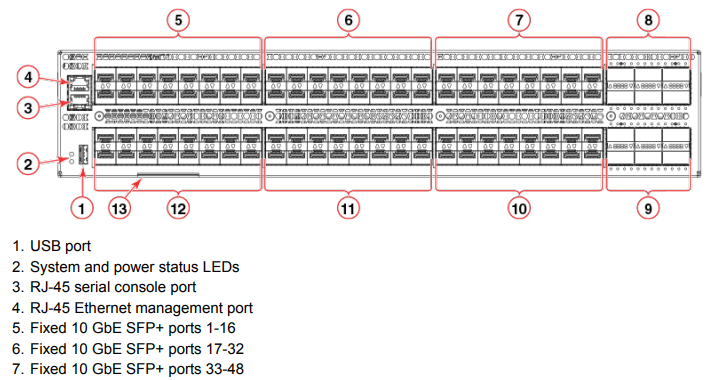 5 6 7 8
4
3
2
1 13 12 11 10 9
1. USB port
2. System and power status LEDs
3. RJ-45 serial console port
4. RJ-45 Ethernet management port
5. Fixed 10 GbE SFP+ ports 1-16
6. Fixed 10 GbE SFP+ ports 17-32
7. Fixed 10 GbE SFP+ ports 33-48